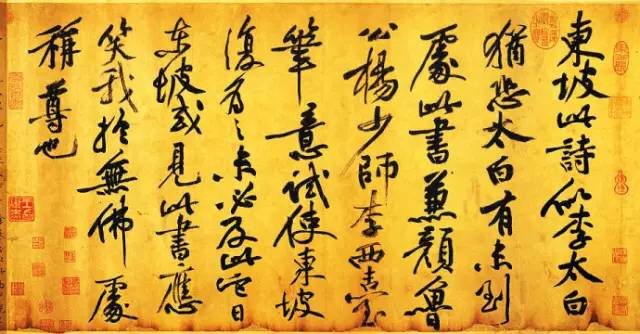 東坡此詩似李太白
猶恐太白有未到
處此書兼顏魯
公楊少師李西臺
筆意試使東坡
復為之未必及此它日
東坡或見此書應
笑我於無佛處
稱尊也